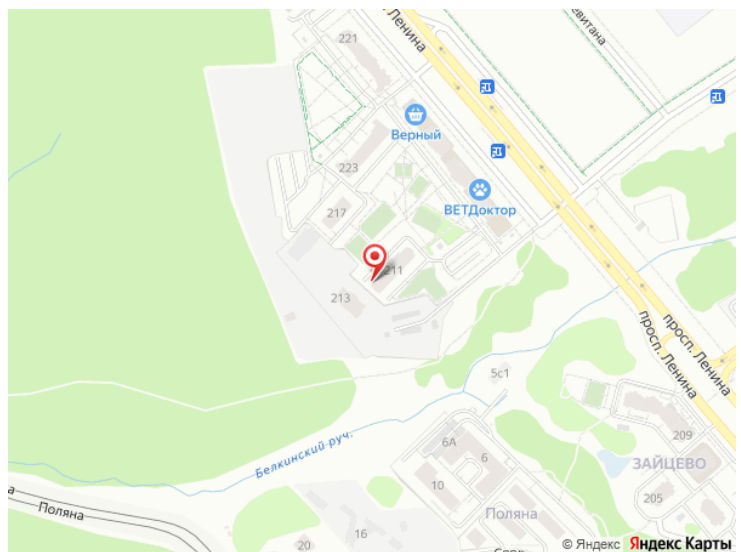 221
просп. Ленина
Левитана
Верный
223
ВЕТДоктор
217
211
213
просп. Ленина
просп. Ленина
5с1
209
6А
6
Белкинский руч.
ЗАЙЦЕВО
10
205
Поляна
Поляна
16
20
© Яндекс Яндекс Карты